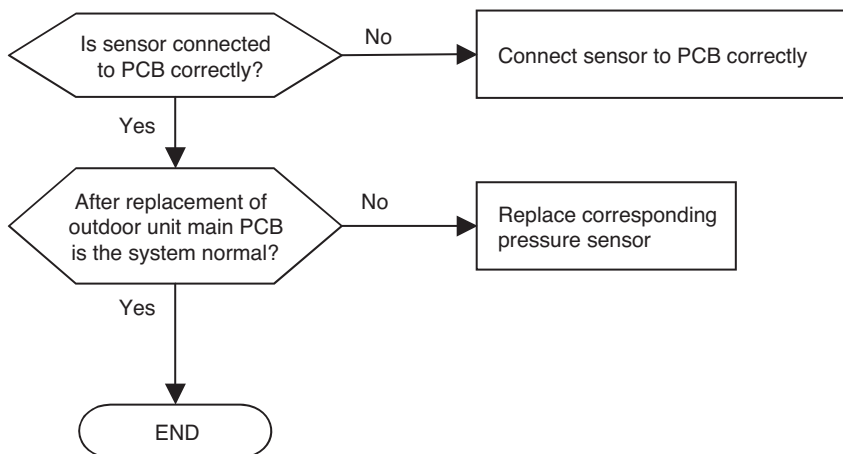 Is sensor connected
to PCB correctly?
No
Connect sensor to PCB correctly
Yes
After replacement of
outdoor unit main PCB
is the system normal?
No
Replace corresponding
pressure sensor
Yes
END